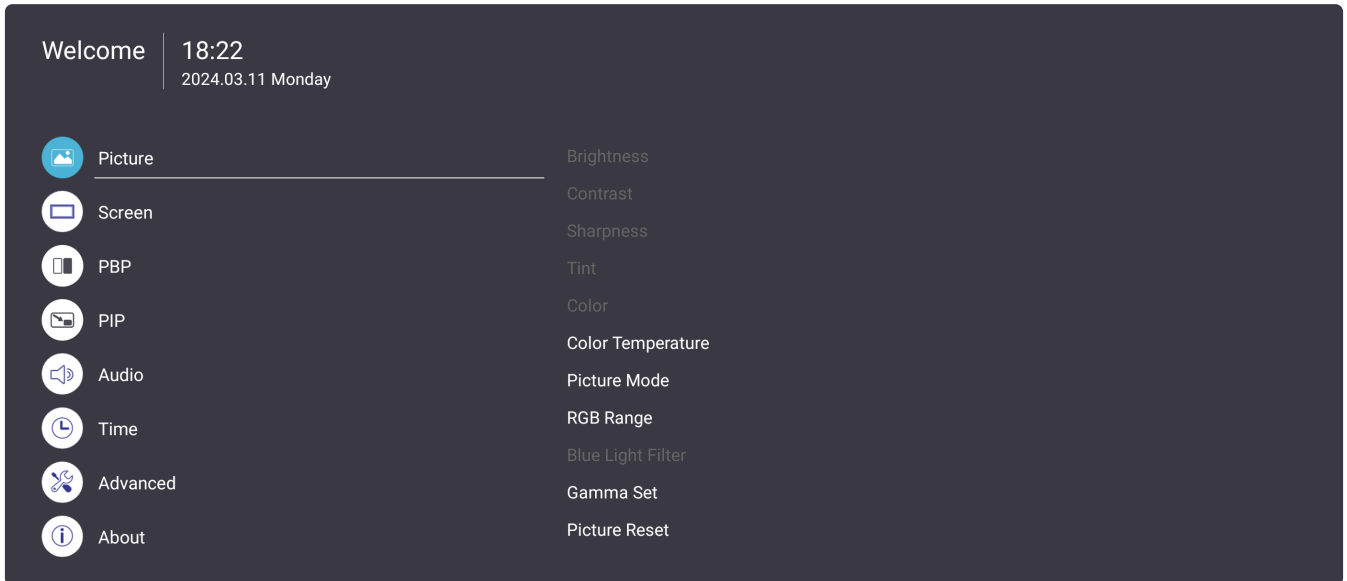 Welcome
18:22
2024.03.11 Monday
Picture
Screen
PBP
PIP
Audio
Time
Advanced
About
Brightness
Contrast
Sharpness
Tint
Color
Color Temperature
Picture Mode
RGB Range
Blue Light Filter
Gamma Set
Picture Reset